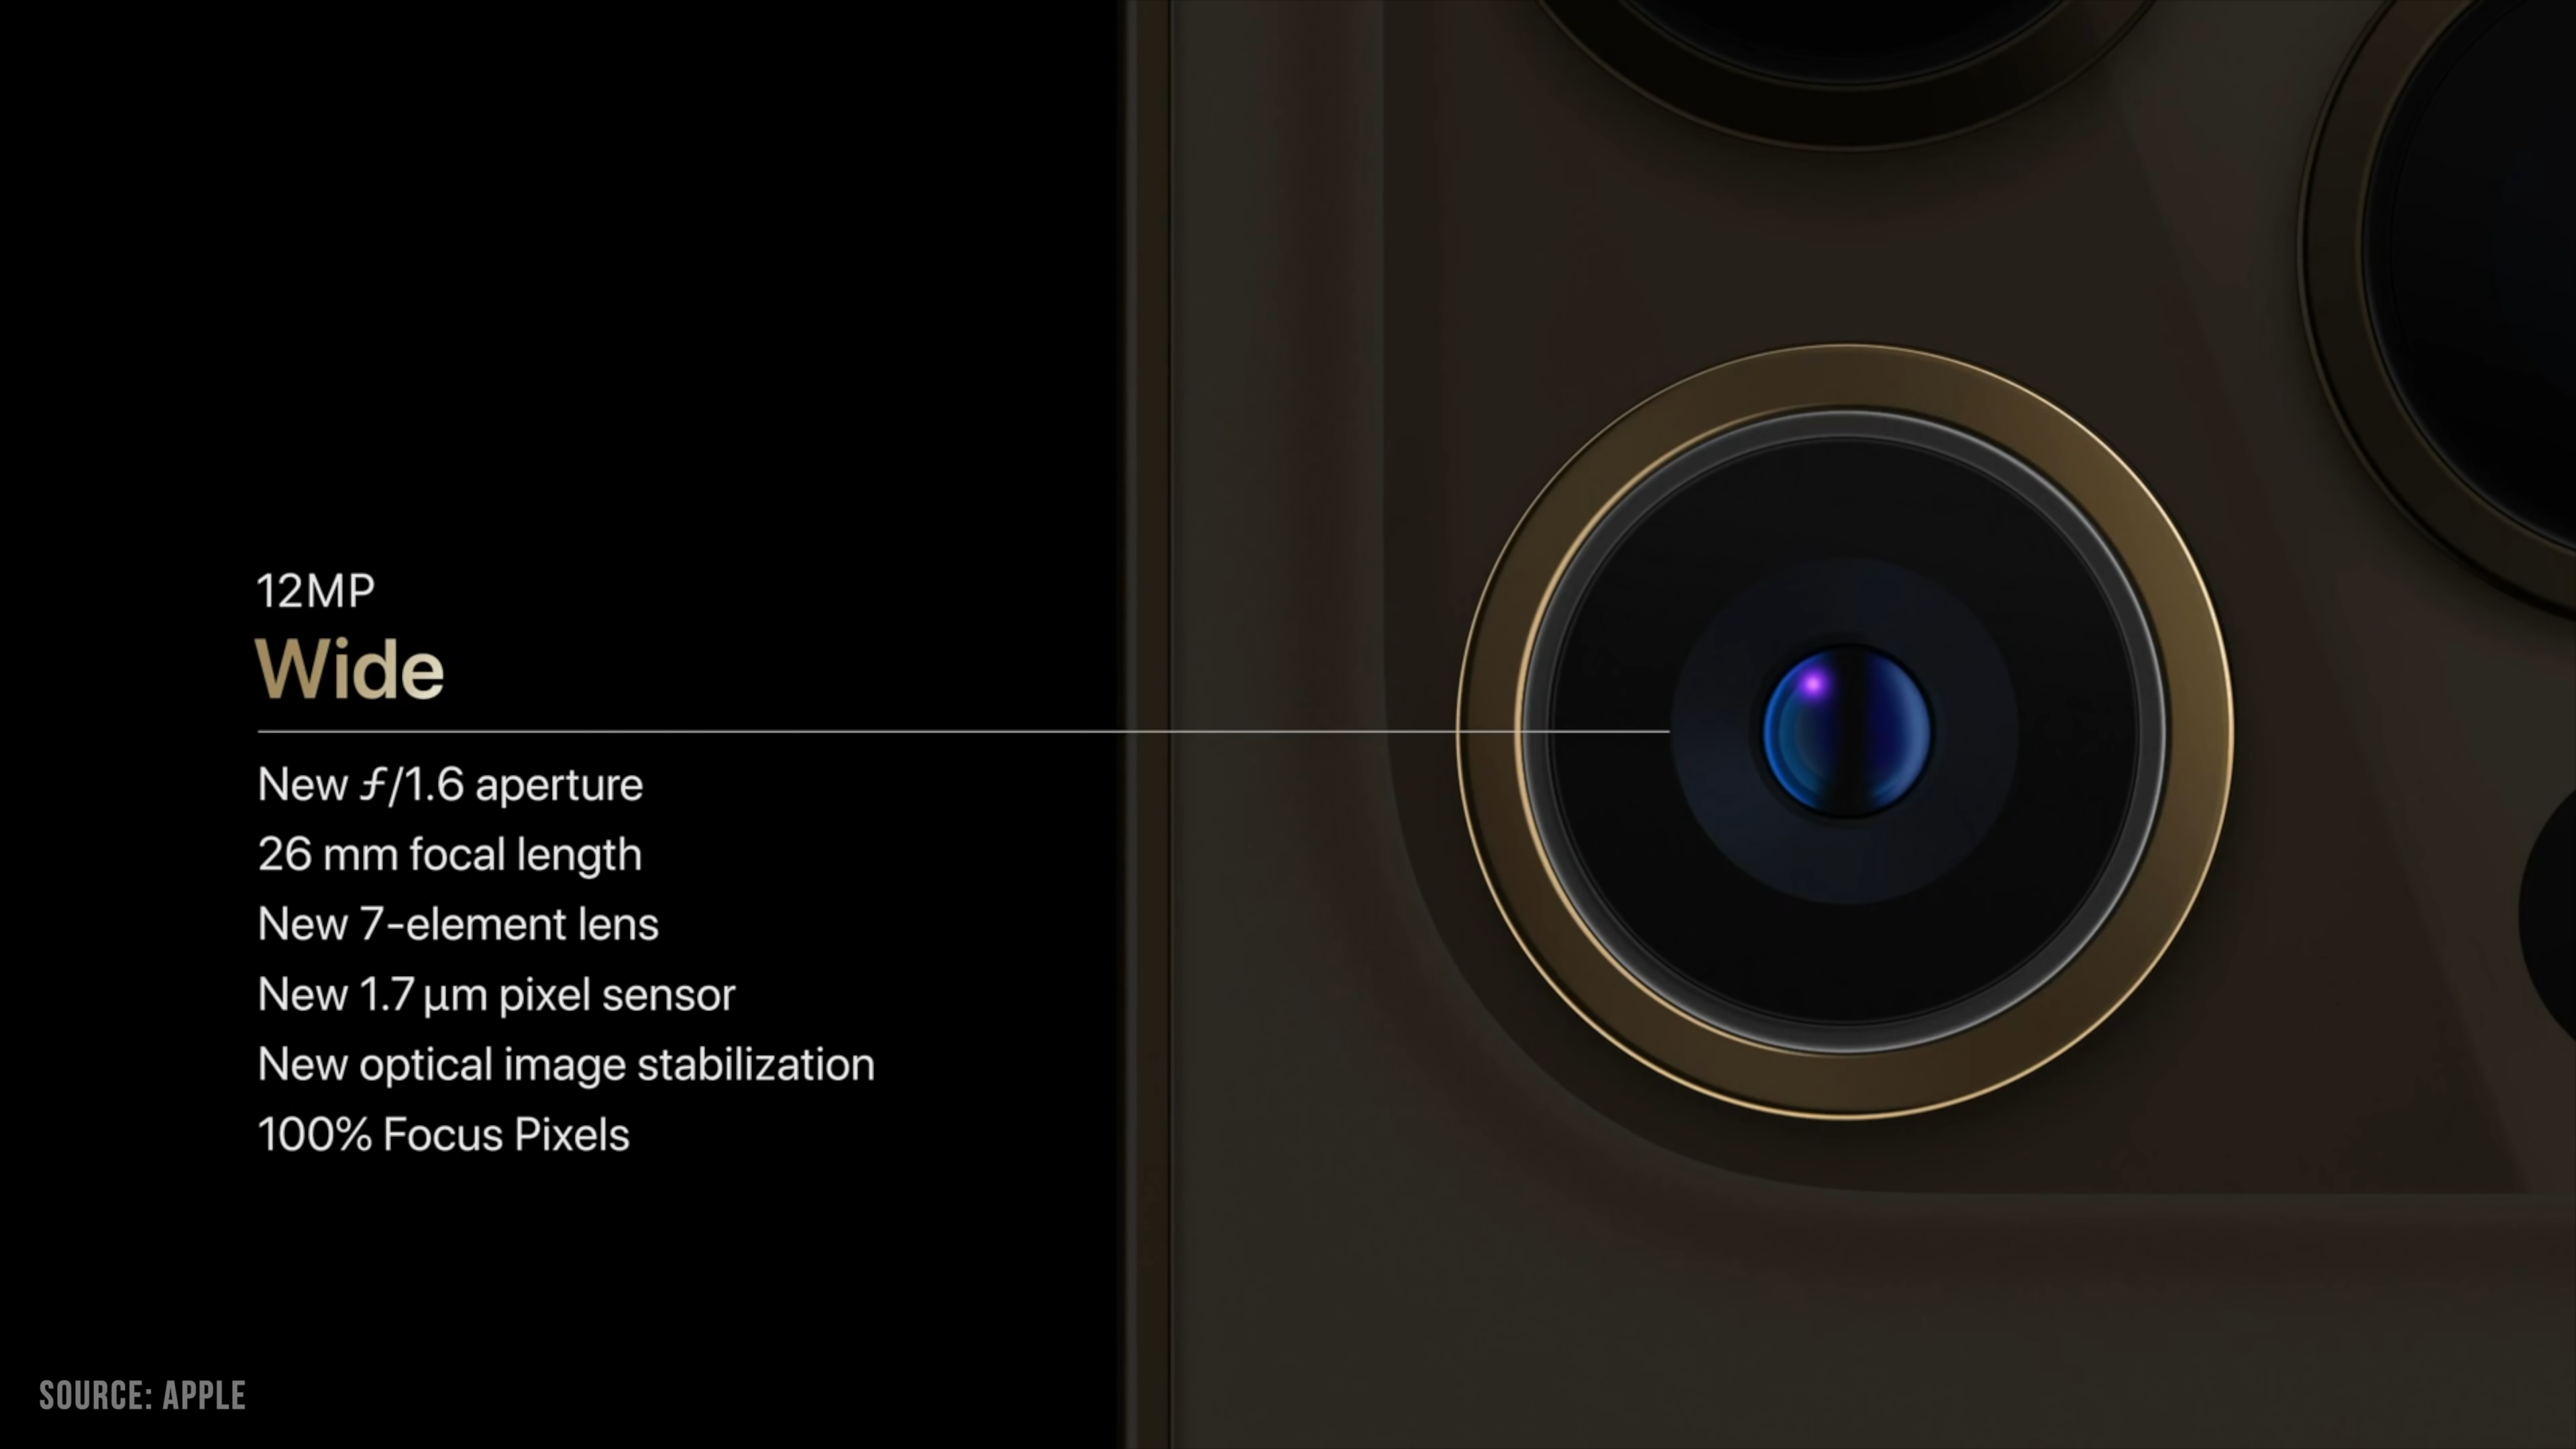 12MP
Wide
New ƒ/1.6 aperture
26 mm focal length
New 7-element lens
New 1.7 µm pixel sensor
New optical image stabilization
100% Focus Pixels
SOURCE: APPLE